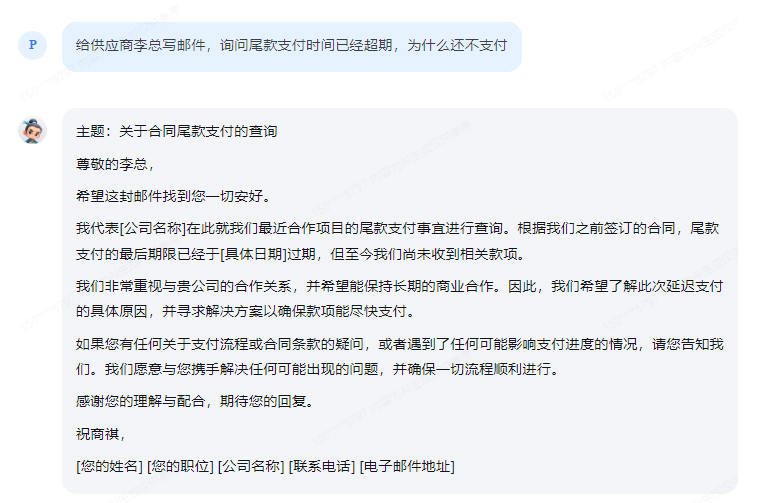 P
给供应商李总写邮件，询问尾款支付时间已经超期，为什么还不支付
主题：关于合同尾款支付的查询
尊敬的李总，
希望这封邮件找到您一切安好。
我代表[公司名称]在此就我们最近合作项目的尾款支付事宜进行查询。根据我们之前签订的合同，尾款
支付的最后期限已经于[具体日期]过期，但至今我们尚未收到相关款项。
我们非常重视与贵公司的合作关系，并希望能保持长期的商业合作。因此，我们希望了解此次延迟支付
的具体原因，并寻求解决方案以确保款项能尽快支付。
如果您有任何关于支付流程或合同条款的疑问，或者遇到了任何可能影响支付进度的情况，请您告知我
们。我们愿意与您携手解决任何可能出现的问题，并确保一切流程顺利进行。
感谢您的理解与配合，期待您的回复。
祝商祺，
[您的姓名] [您的职位] [公司名称] [联系电话] [电子邮件地址]